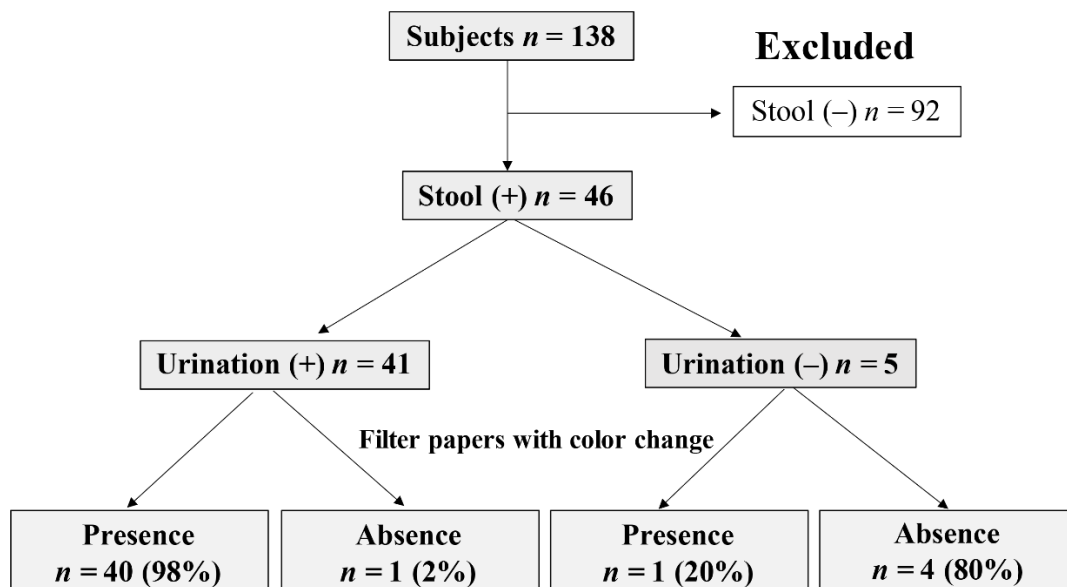 Subjects n = 138
Excluded
Stool (–) n = 92
Stool (+) n = 46
Urination (+) n = 41
Urination (–) n = 5
Filter papers with color change
Presence
n = 40 (98%)
Absence
n = 1 (2%)
Presence
n = 1 (20%)
Absence
n = 4 (80%)